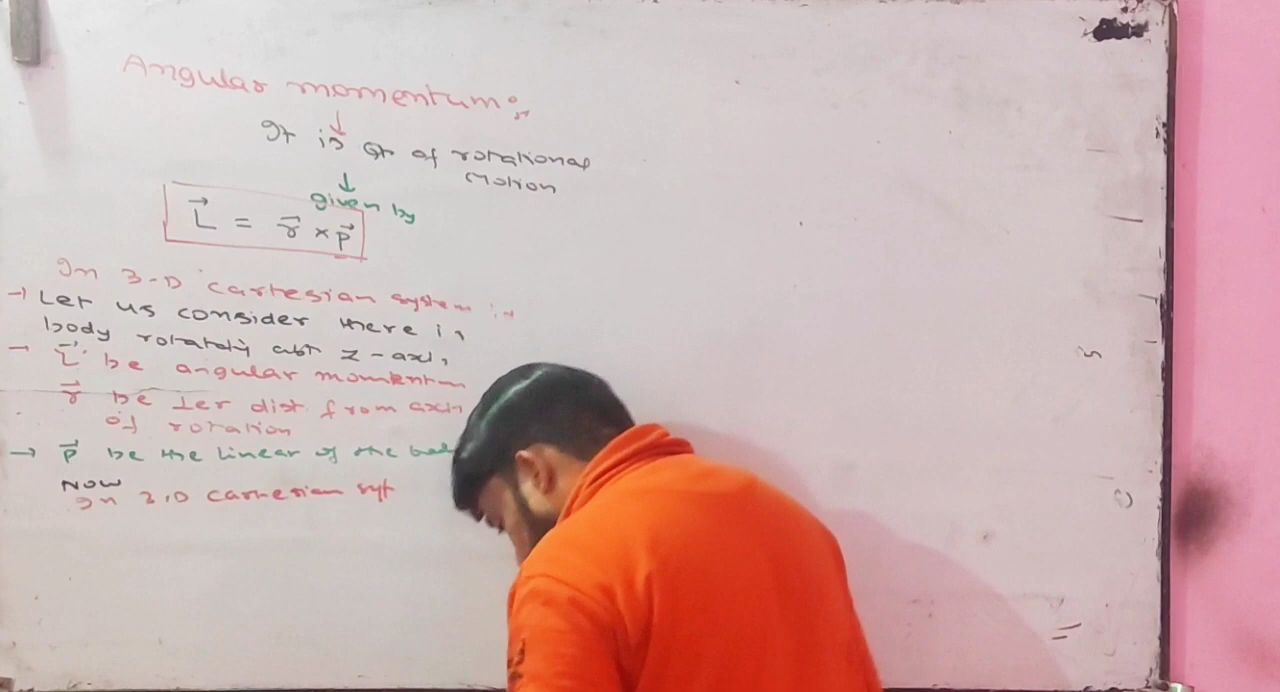 Angular momentum:
It is qt of rotational
Motion
given by
L = r × p
In 3-D cartesian system :-
→ Let us consider there is
body rotating abt z-axis
→ L be angular momentum
r be ⊥er dist. from axis
of rotation
→ p be the linear of the
Now
In 3.D cartesian syt